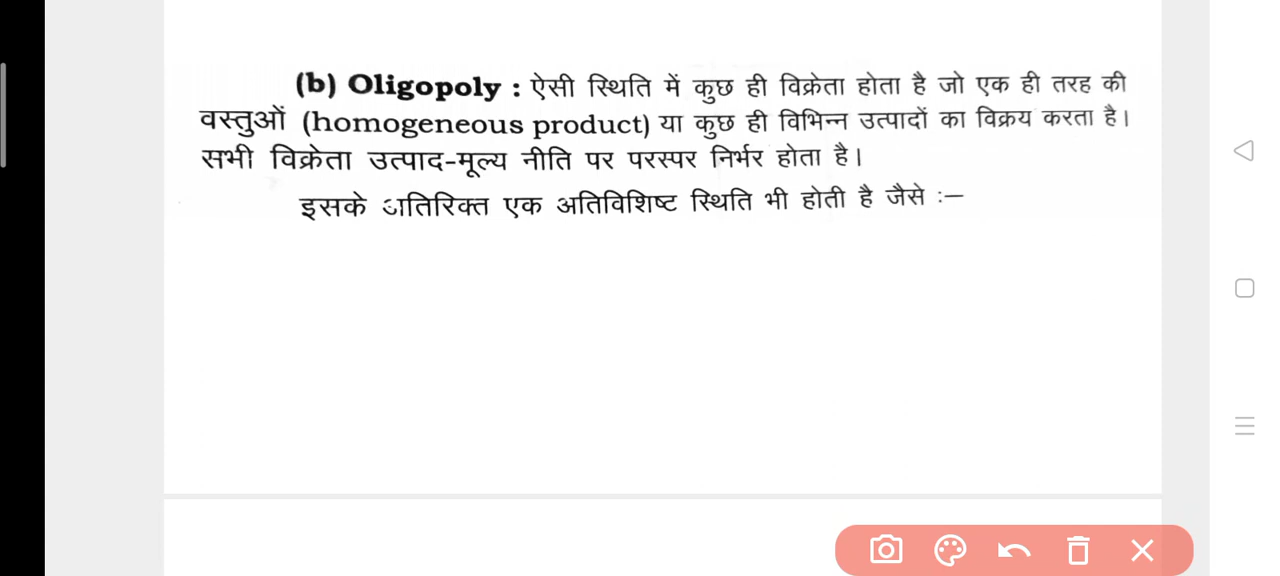 (b) Oligopoly : ऐसी स्थिति में कुछ ही विक्रेता होता है जो एक ही तरह की
वस्तुओं (homogeneous product) या कुछ ही विभिन्न उत्पादों का विक्रय करता है।
सभी विक्रेता उत्पाद-मूल्य नीति पर परस्पर निर्भर होता है।
इसके अतिरिक्त एक अतिविशिष्ट स्थिति भी होती है जैसे :–